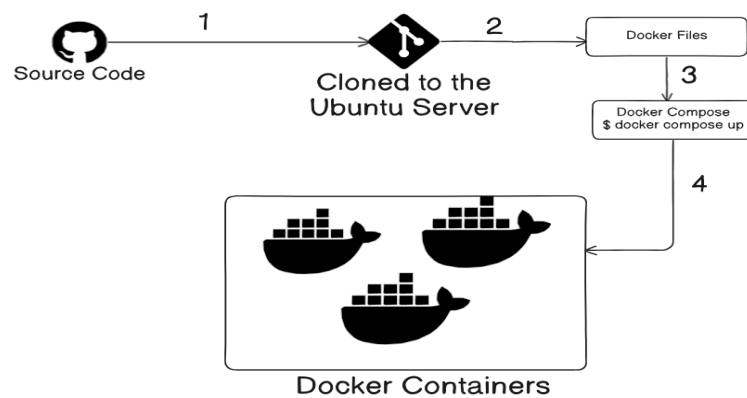 1
2
Docker Files
Source Code
Cloned to the
Ubuntu Server
3
Docker Compose
$ docker compose up
4
Docker Containers